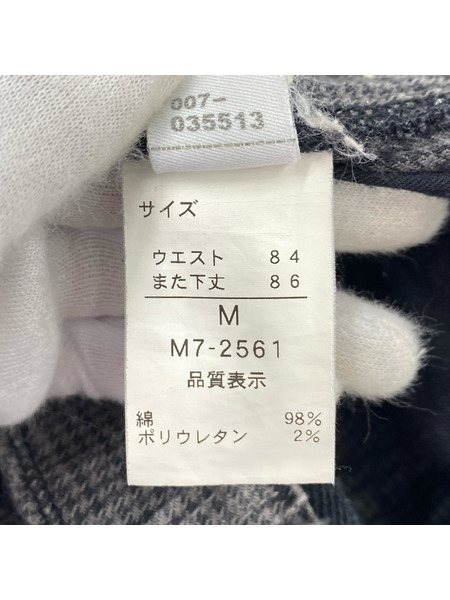 007-
035513
サイズ
ウエスト 84
また下丈 86
M
M7-2561
品質表示
綿 98%
ポリウレタン 2%